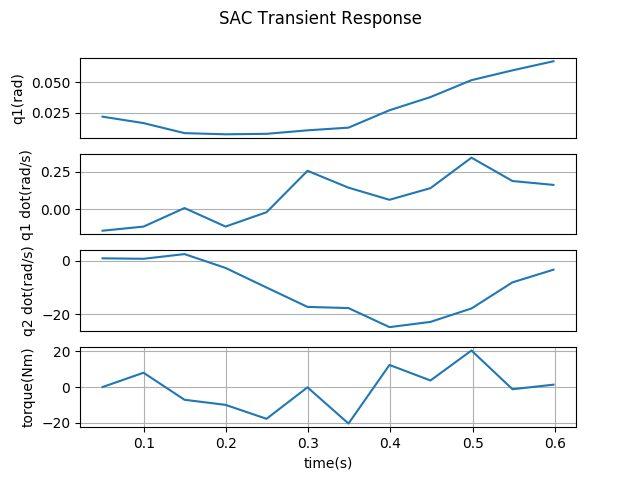 SAC Transient Response
q1(rad)
0.050
0.025
q1 dot(rad/s)
0.25
0.00
q2 dot(rad/s)
0
−20
torque(Nm)
20
0
−20
0.1 0.2 0.3 0.4 0.5 0.6
time(s)